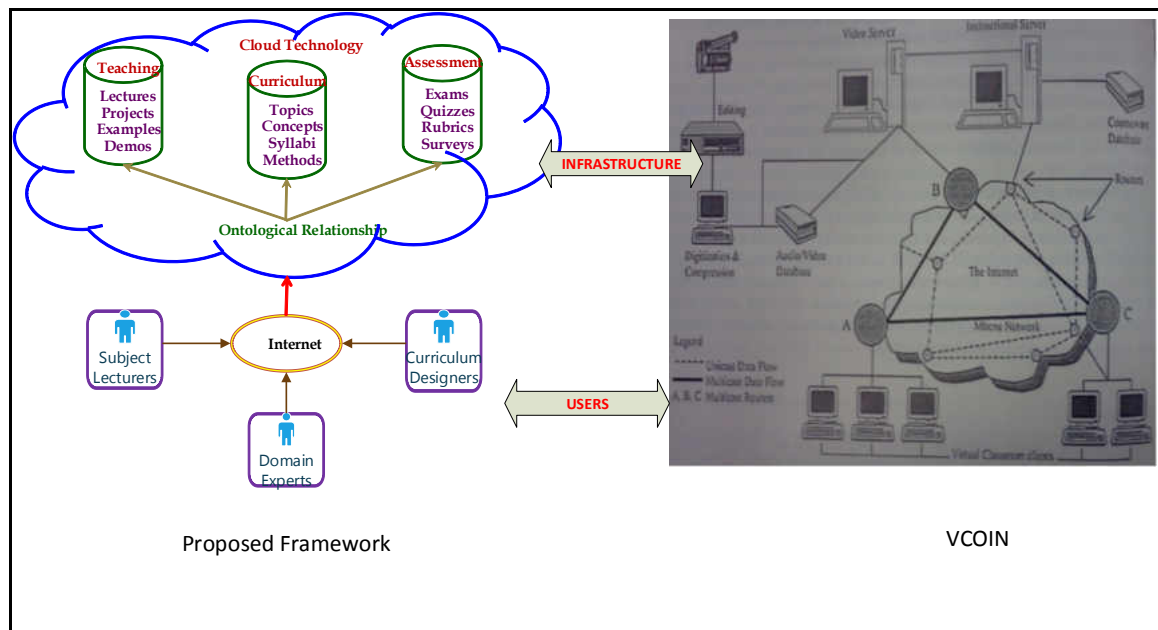 Cloud Technology
Teaching
Lectures
Projects
Examples
Demos
Curriculum
Topics
Concepts
Syllabi
Methods
Assessment
Exams
Quizzes
Rubrics
Surveys
Ontological Relationship
Internet
Subject
Lecturers
Curriculum
Designers
Domain
Experts
Proposed Framework
INFRASTRUCTURE
USERS
Video Server
Instructional Server
Editing
Courseware
Database
Digitization &
Compression
Audio/Video
Database
B
Routers
The Internet
A
C
Mbone Network
Legend
Unicast Data Flow
Multicast Data Flow
A, B, C Multicast Routers
Virtual Classroom clients
VCOIN